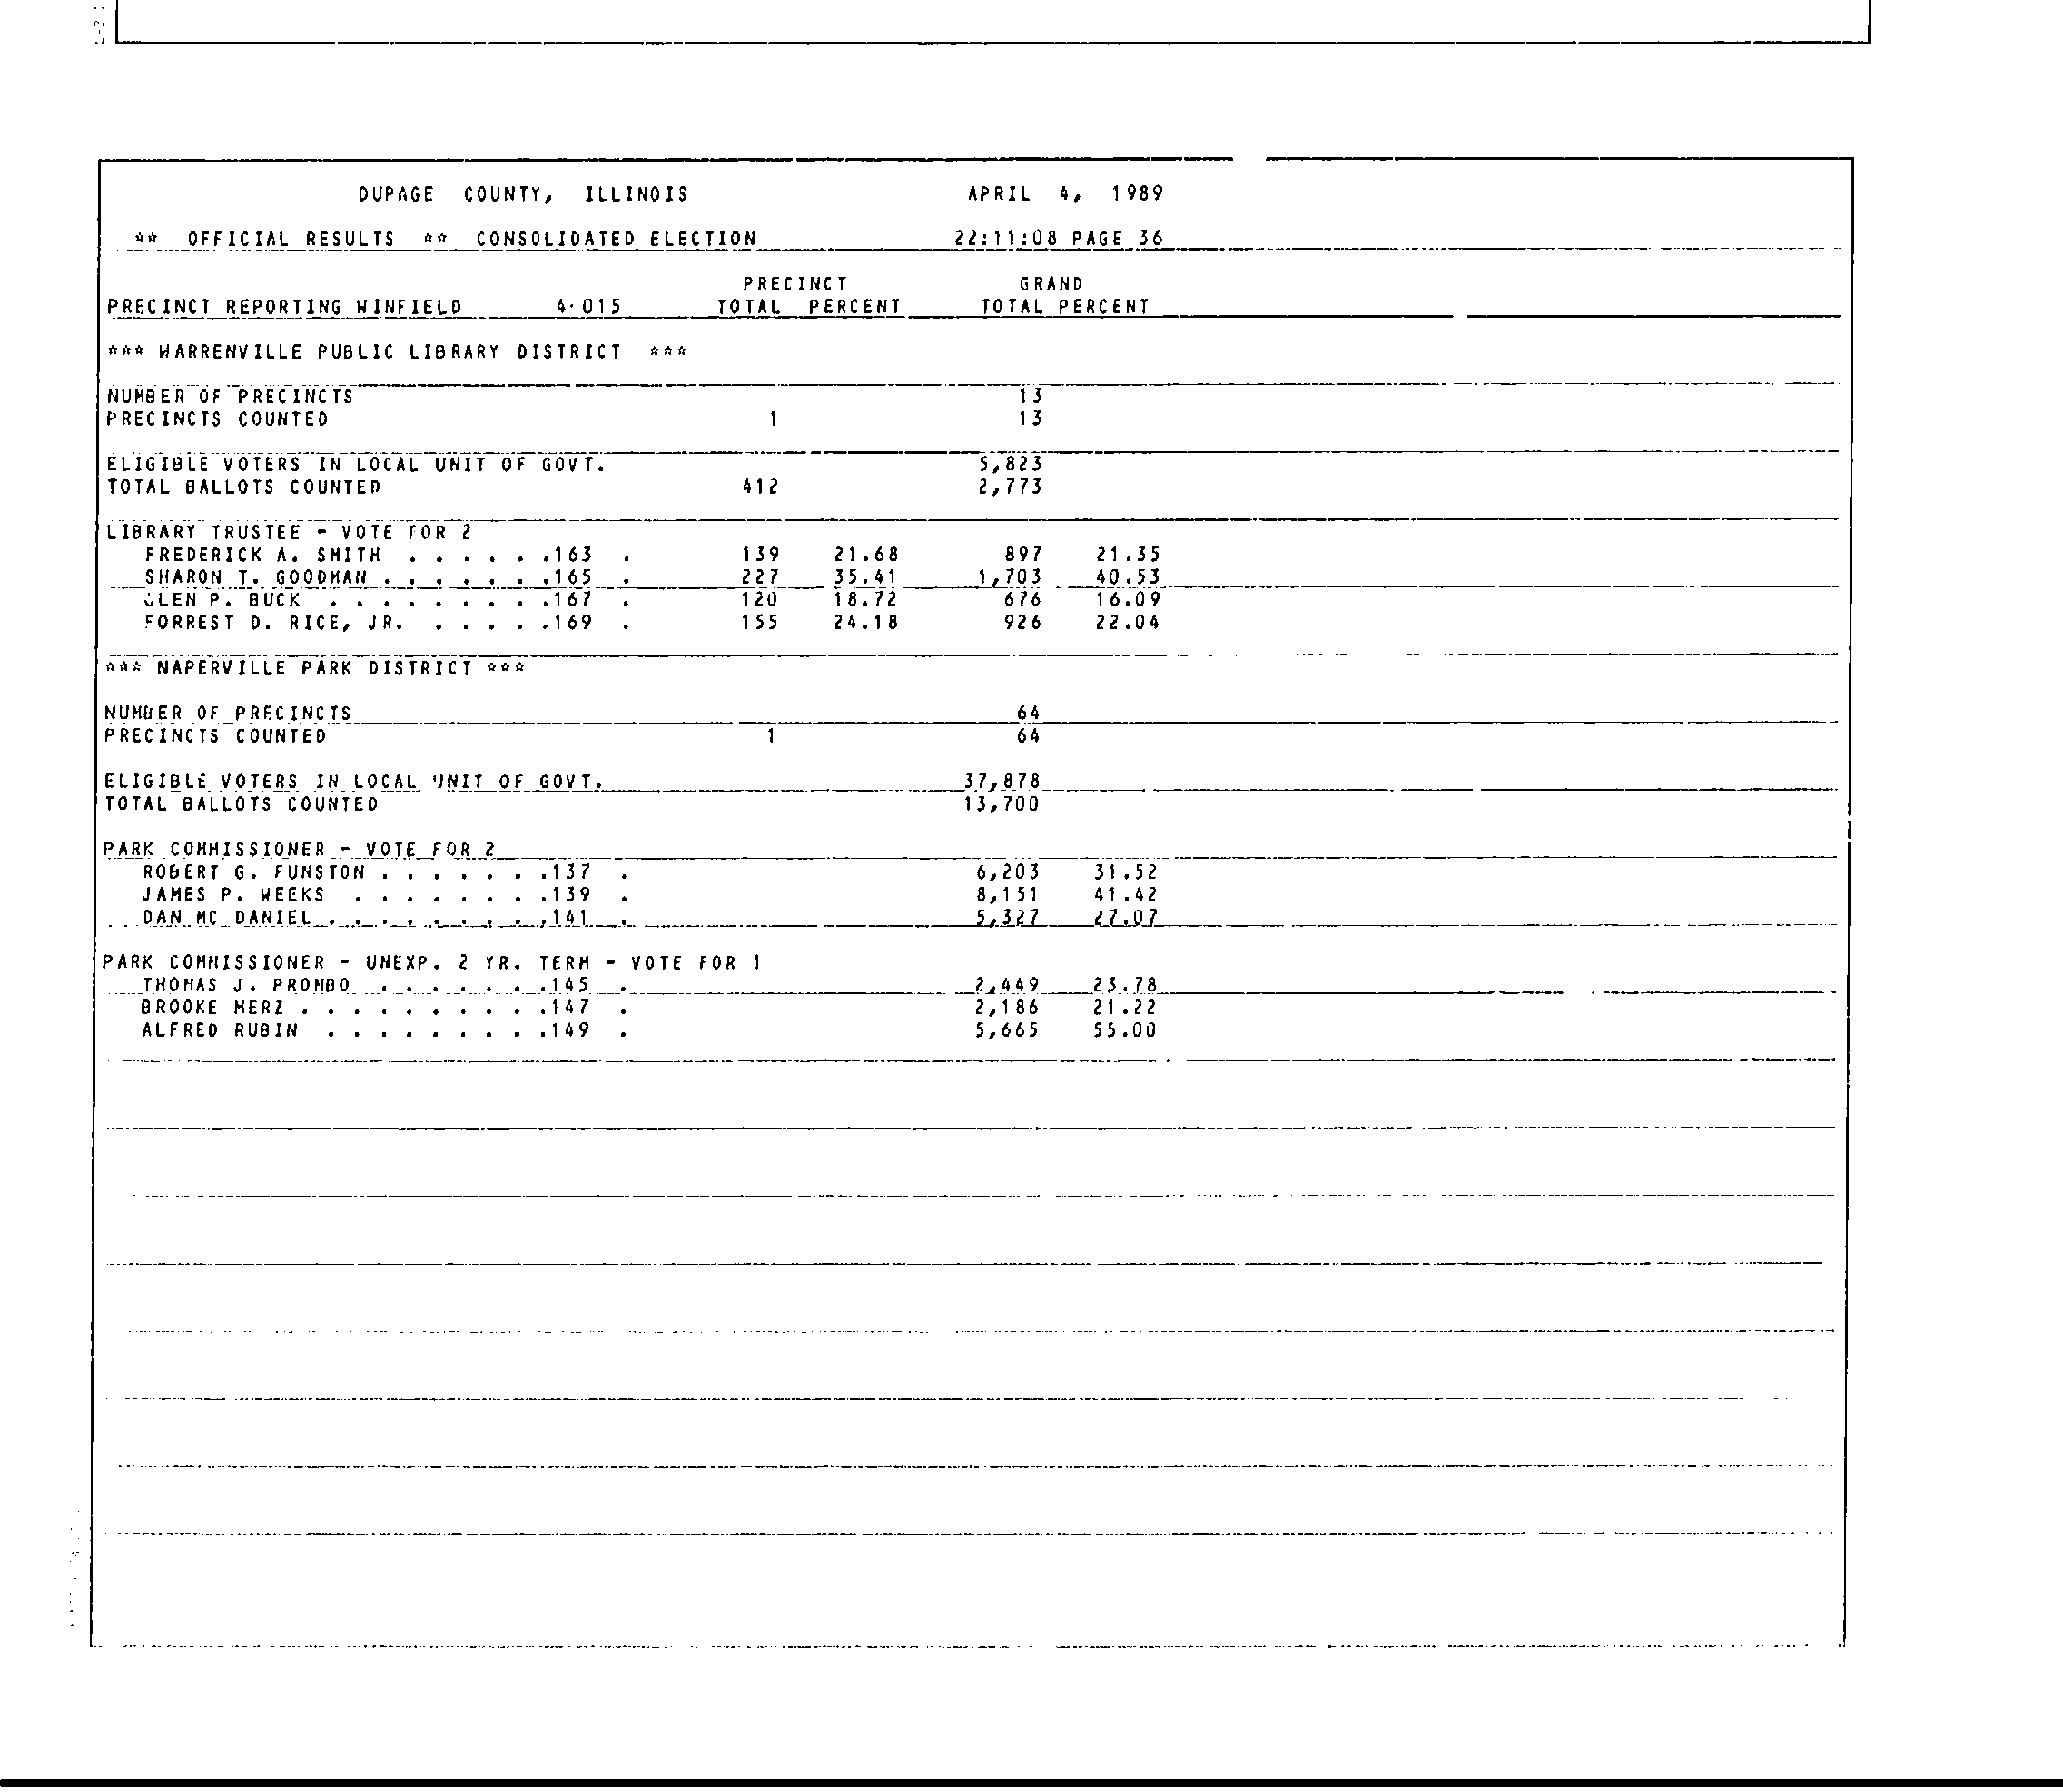 DUPAGE COUNTY, ILLINOIS APRIL 4, 1989
** OFFICIAL RESULTS ** CONSOLIDATED ELECTION 22:11:08 PAGE 36
PRECINCT GRAND
PRECINCT REPORTING WINFIELD 4-015 TOTAL PERCENT TOTAL PERCENT
*** WARRENVILLE PUBLIC LIBRARY DISTRICT ***
NUMBER OF PRECINCTS 13
PRECINCTS COUNTED 1 13
ELIGIBLE VOTERS IN LOCAL UNIT OF GOVT. 5,823
TOTAL BALLOTS COUNTED 412 2,773
LIBRARY TRUSTEE - VOTE FOR 2
FREDERICK A. SMITH . . . . . .163 . 139 21.68 897 21.35
SHARON T. GOODMAN . . . . . . .165 . 227 35.41 1,703 40.53
GLEN P. BUCK . . . . . . . . .167 . 120 18.72 676 16.09
FORREST D. RICE, JR. . . . . .169 . 155 24.18 926 22.04
*** NAPERVILLE PARK DISTRICT ***
NUMBER OF PRECINCTS 64
PRECINCTS COUNTED 1 64
ELIGIBLE VOTERS IN LOCAL UNIT OF GOVT. 37,878
TOTAL BALLOTS COUNTED 13,700
PARK COMMISSIONER - VOTE FOR 2
ROBERT G. FUNSTON . . . . . . .137 . 6,203 31.52
JAMES P. WEEKS . . . . . . . .139 . 8,151 41.42
DAN MC DANIEL . . . . . . . . .141 . 5,327 27.07
PARK COMMISSIONER - UNEXP. 2 YR. TERM - VOTE FOR 1
THOMAS J. PROMBO . . . . . . .145 . 2,449 23.78
BROOKE MERZ . . . . . . . . . .147 . 2,186 21.22
ALFRED RUBIN . . . . . . . . .149 . 5,665 55.00